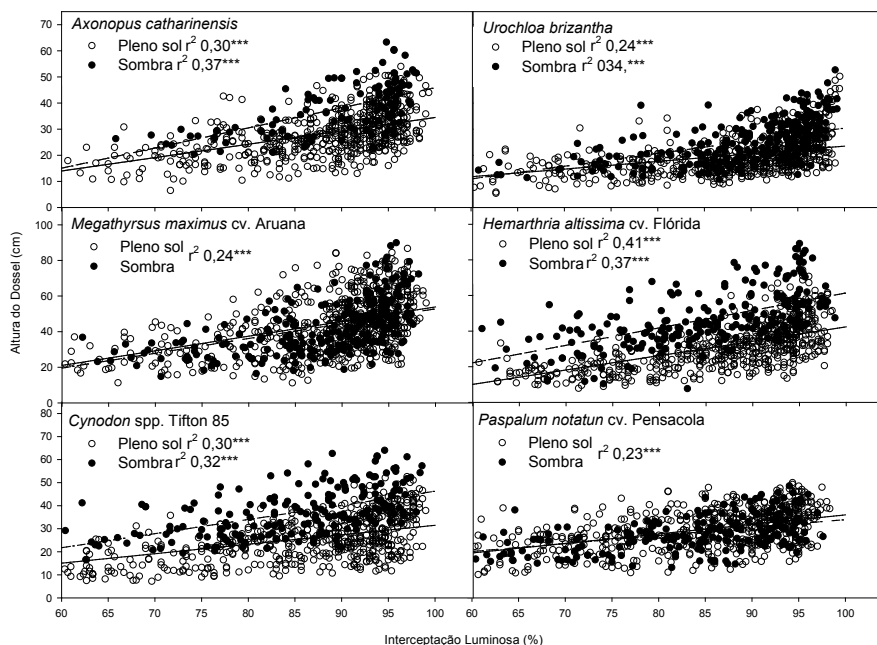 Axonopus catharinensis
Pleno sol r² 0,30***
Sombra r² 0,37***
70
60
50
40
30
20
10
0
Urochloa brizantha
Pleno sol r² 0,24***
Sombra r² 034,***
Megathyrsus maximus cv. Aruana
Pleno sol
r² 0,24***
Sombra
100
80
60
40
20
0
Hemarthria altissima cv. Flórida
Pleno sol r² 0,41***
Sombra r² 0,37***
Altura do Dossel (cm)
Cynodon spp. Tifton 85
Pleno sol r² 0,30***
Sombra r² 0,32***
80
70
60
50
40
30
20
10
0
Paspalum notatun cv. Pensacola
Pleno sol
r² 0,23***
Sombra
60 70 75 80 85 90 95 100
60 65 70 75 80 85 90 95 100
Interceptação Luminosa (%)